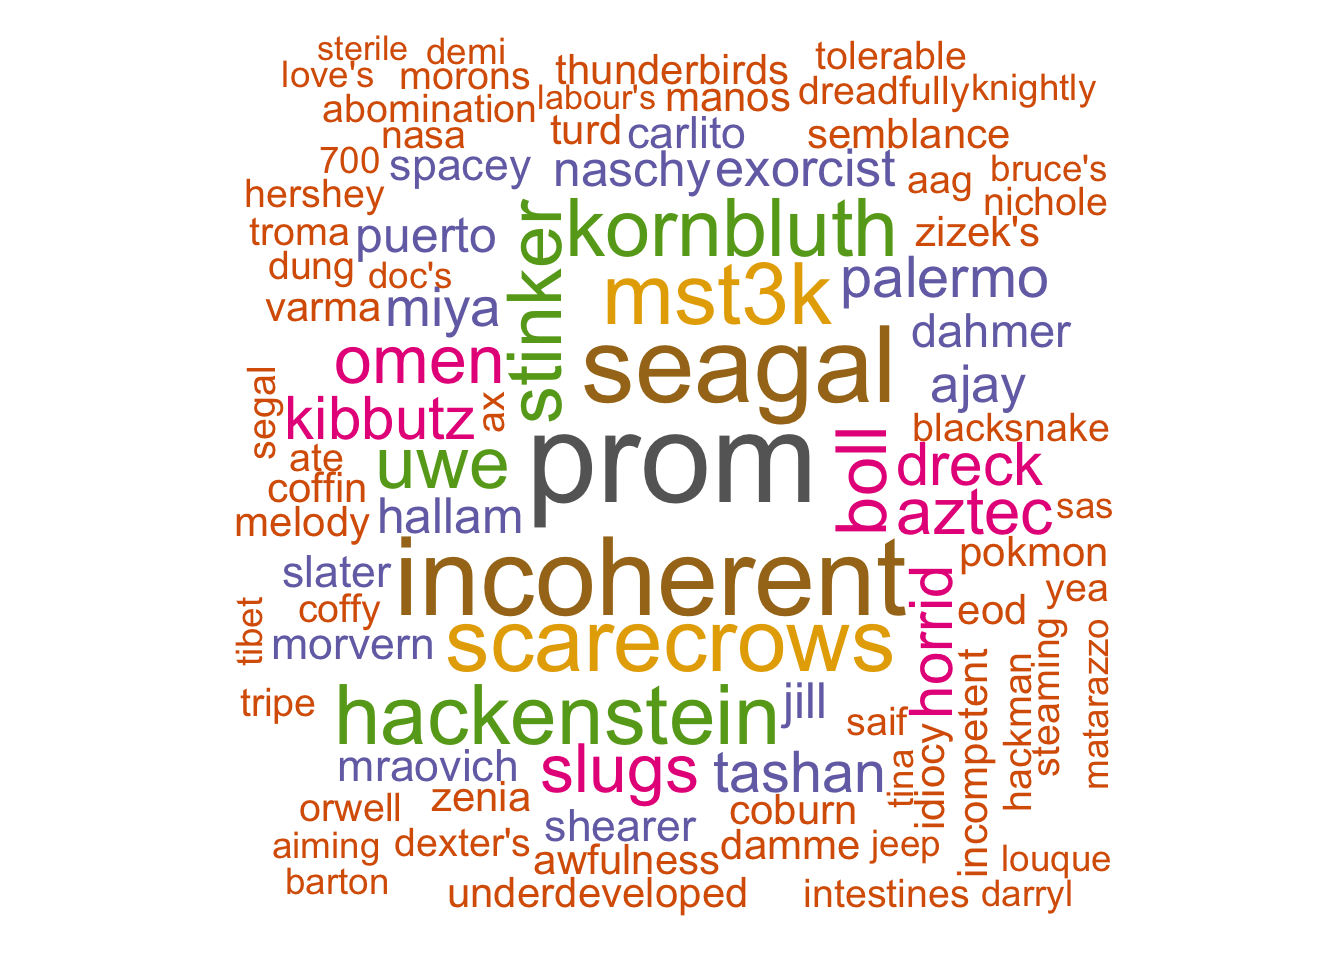 sterile
demi
love's
morons
thunderbirds
tolerable
abomination
labour's
manos
dreadfully
knightly
nasa
turd
carlito
semblance
700
spacey
naschy
exorcist
aag
bruce's
hershey
nichole
troma
puerto
stinker
kornbluth
zizek's
dung
doc's
mst3k
palermo
varma
miya
dahmer
omen
seagal
ajay
segal
kibbutz
ax
blacksnake
ate
uwe
prom
boll
dreck
coffin
melody
hallam
aztec
sas
slater
incoherent
pokmon
coffy
horrid
eod
yea
tibet
morvern
scarecrows
tripe
hackenstein
jill
saif
incompetent
hackman
steaming
matarazzo
mraovich
slugs
tashan
tina
idiocy
orwell
zenia
shearer
coburn
aiming
dexter's
awfulness
damme
jeep
louque
barton
underdeveloped
intestines
darryl